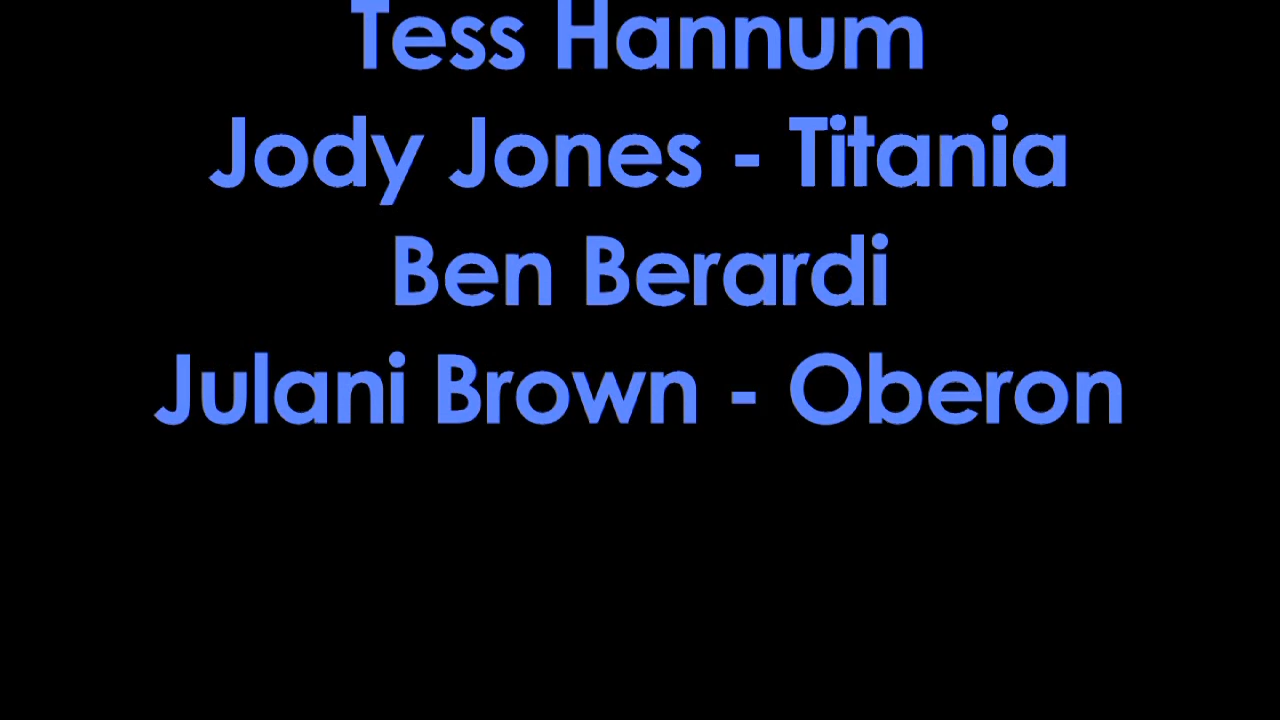 Tess Hannum
Jody Jones - Titania
Ben Berardi
Julani Brown - Oberon